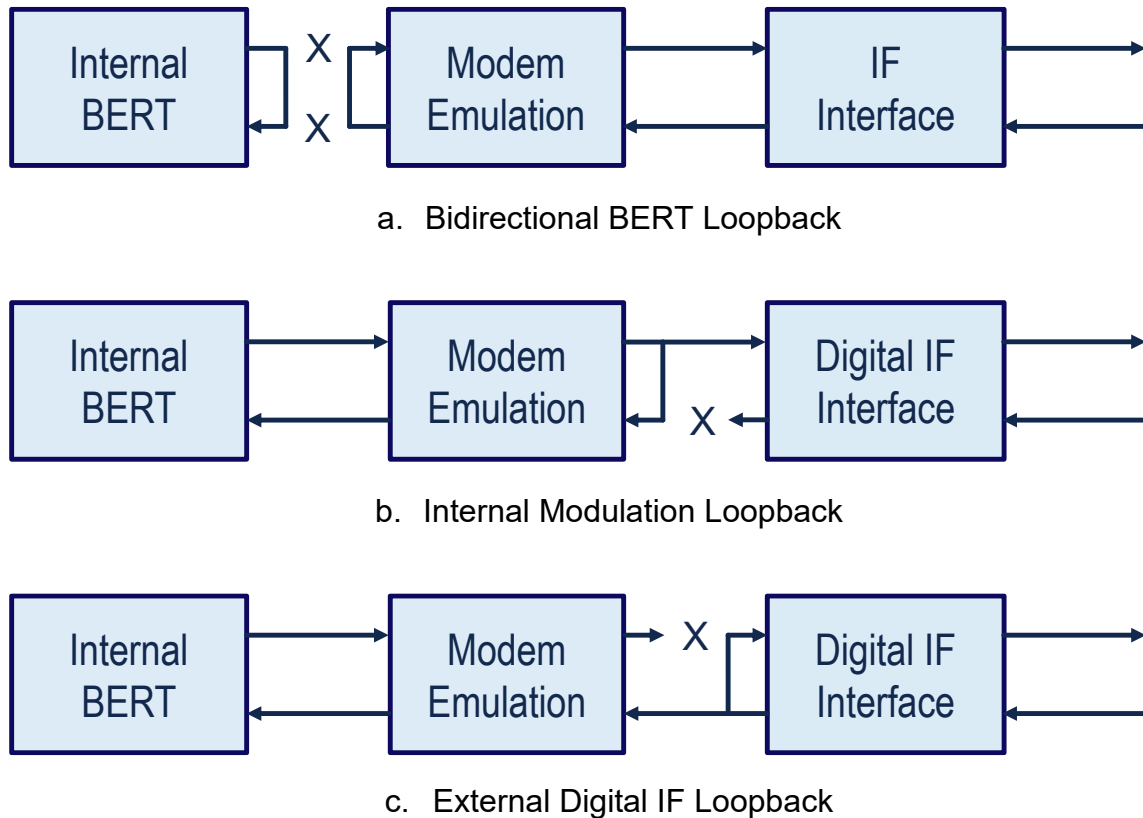 Internal
BERT
X
X
Modem
Emulation
IF
Interface
a. Bidirectional BERT Loopback
Internal
BERT
Modem
Emulation
X
Digital IF
Interface
b. Internal Modulation Loopback
Internal
BERT
Modem
Emulation
X
Digital IF
Interface
c. External Digital IF Loopback